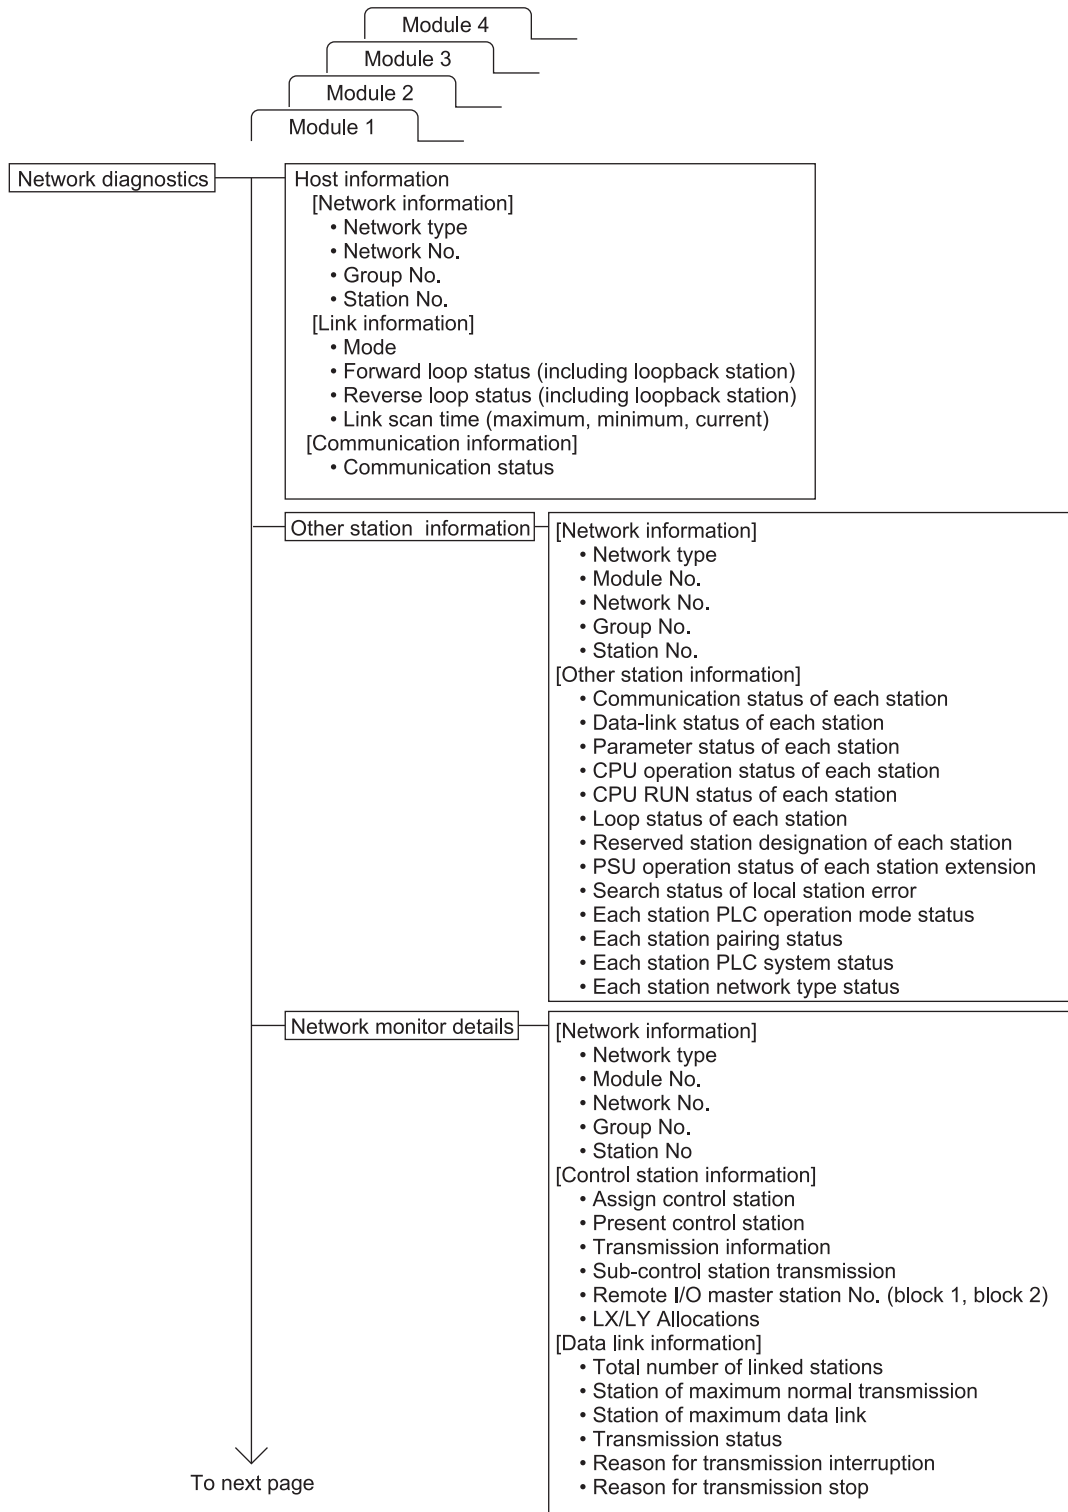 Module 4
Module 3
Module 2
Module 1
Network diagnostics
Host information
[Network information]
• Network type
• Network No.
• Group No.
• Station No.
[Link information]
• Mode
• Forward loop status (including loopback station)
• Reverse loop status (including loopback station)
• Link scan time (maximum, minimum, current)
[Communication information]
• Communication status
Other station information
[Network information]
• Network type
• Module No.
• Network No.
• Group No.
• Station No.
[Other station information]
• Communication status of each station
• Data-link status of each station
• Parameter status of each station
• CPU operation status of each station
• CPU RUN status of each station
• Loop status of each station
• Reserved station designation of each station
• PSU operation status of each station extension
• Search status of local station error
• Each station PLC operation mode status
• Each station pairing status
• Each station PLC system status
• Each station network type status
Network monitor details
[Network information]
• Network type
• Module No.
• Network No.
• Group No.
• Station No
[Control station information]
• Assign control station
• Present control station
• Transmission information
• Sub-control station transmission
• Remote I/O master station No. (block 1, block 2)
• LX/LY Allocations
[Data link information]
• Total number of linked stations
• Station of maximum normal transmission
• Station of maximum data link
• Transmission status
• Reason for transmission interruption
• Reason for transmission stop
To next page